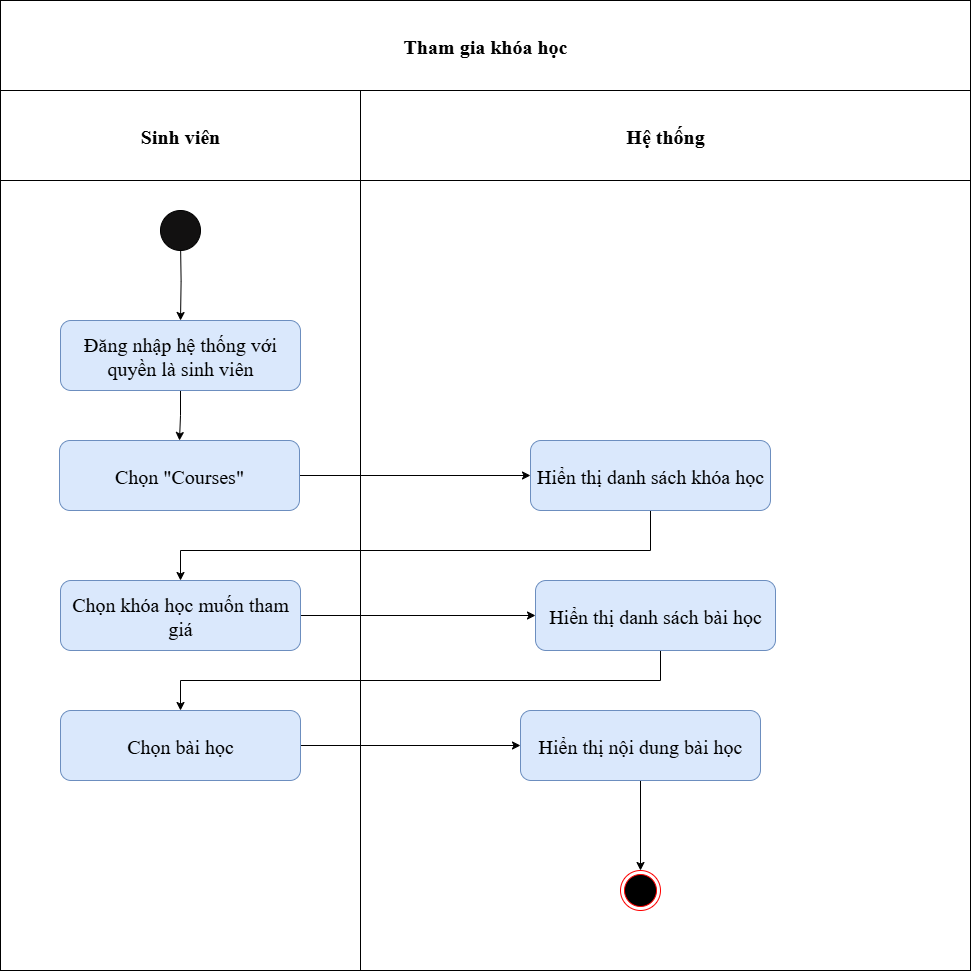 Tham gia khóa học
Sinh viên
Hệ thống
Đăng nhập hệ thống với
quyền là sinh viên
Chọn "Courses"
Hiển thị danh sách khóa học
Chọn khóa học muốn tham
giá
Hiển thị danh sách bài học
Chọn bài học
Hiển thị nội dung bài học